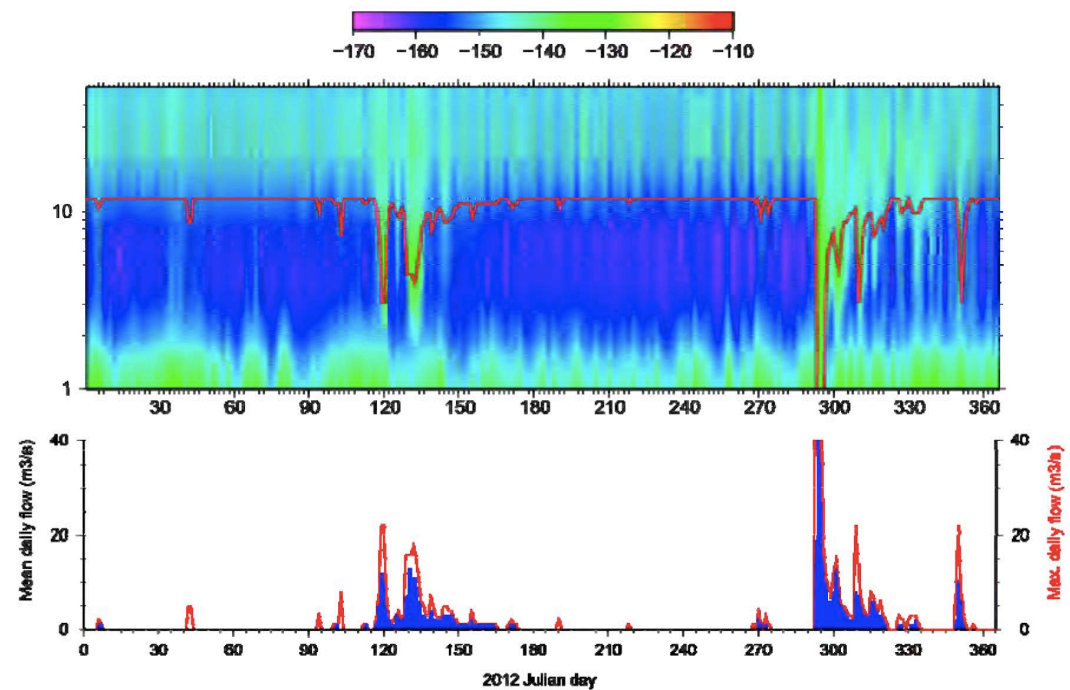 −170 −160 −150 −140 −130 −120 −110
10
1
30 60 90 120 150 180 210 240 270 300 330 360
40 40
Mean daily flow (m3/s)
Max. daily flow (m3/s)
20 20
0 0
0 30 60 90 120 150 180 210 240 270 300 330 360
2012 Julian day